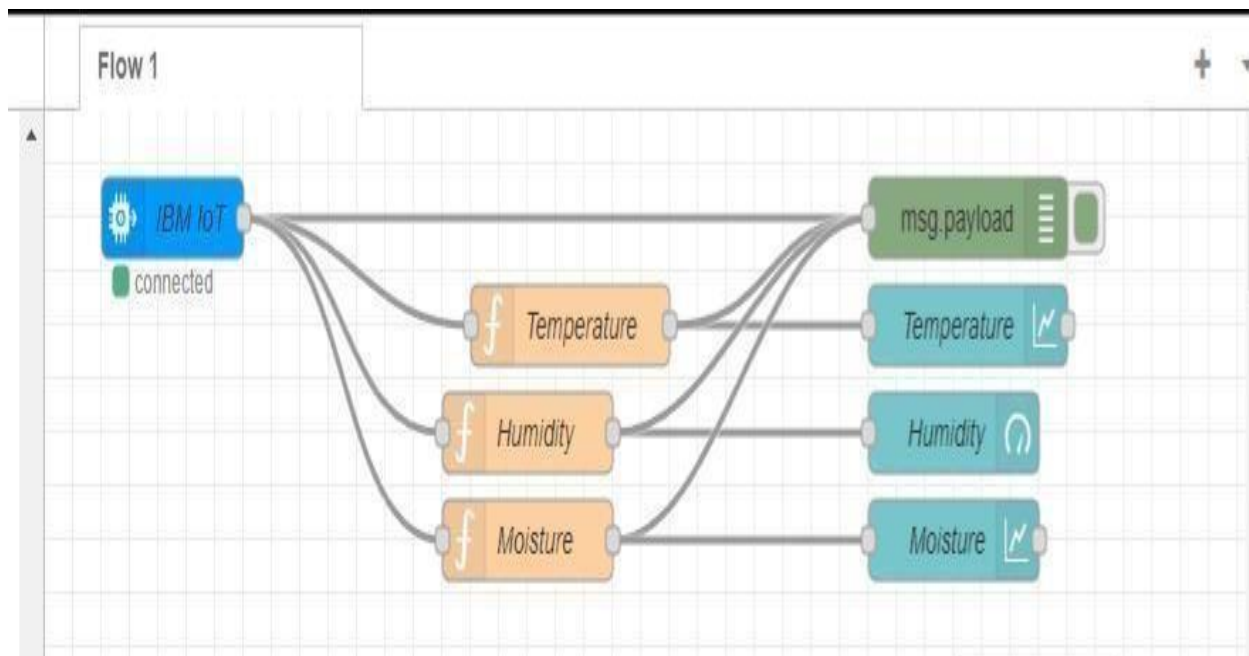 Flow 1
IBM IoT
connected
msg.payload
Temperature
Temperature
Humidity
Humidity
Moisture
Moisture